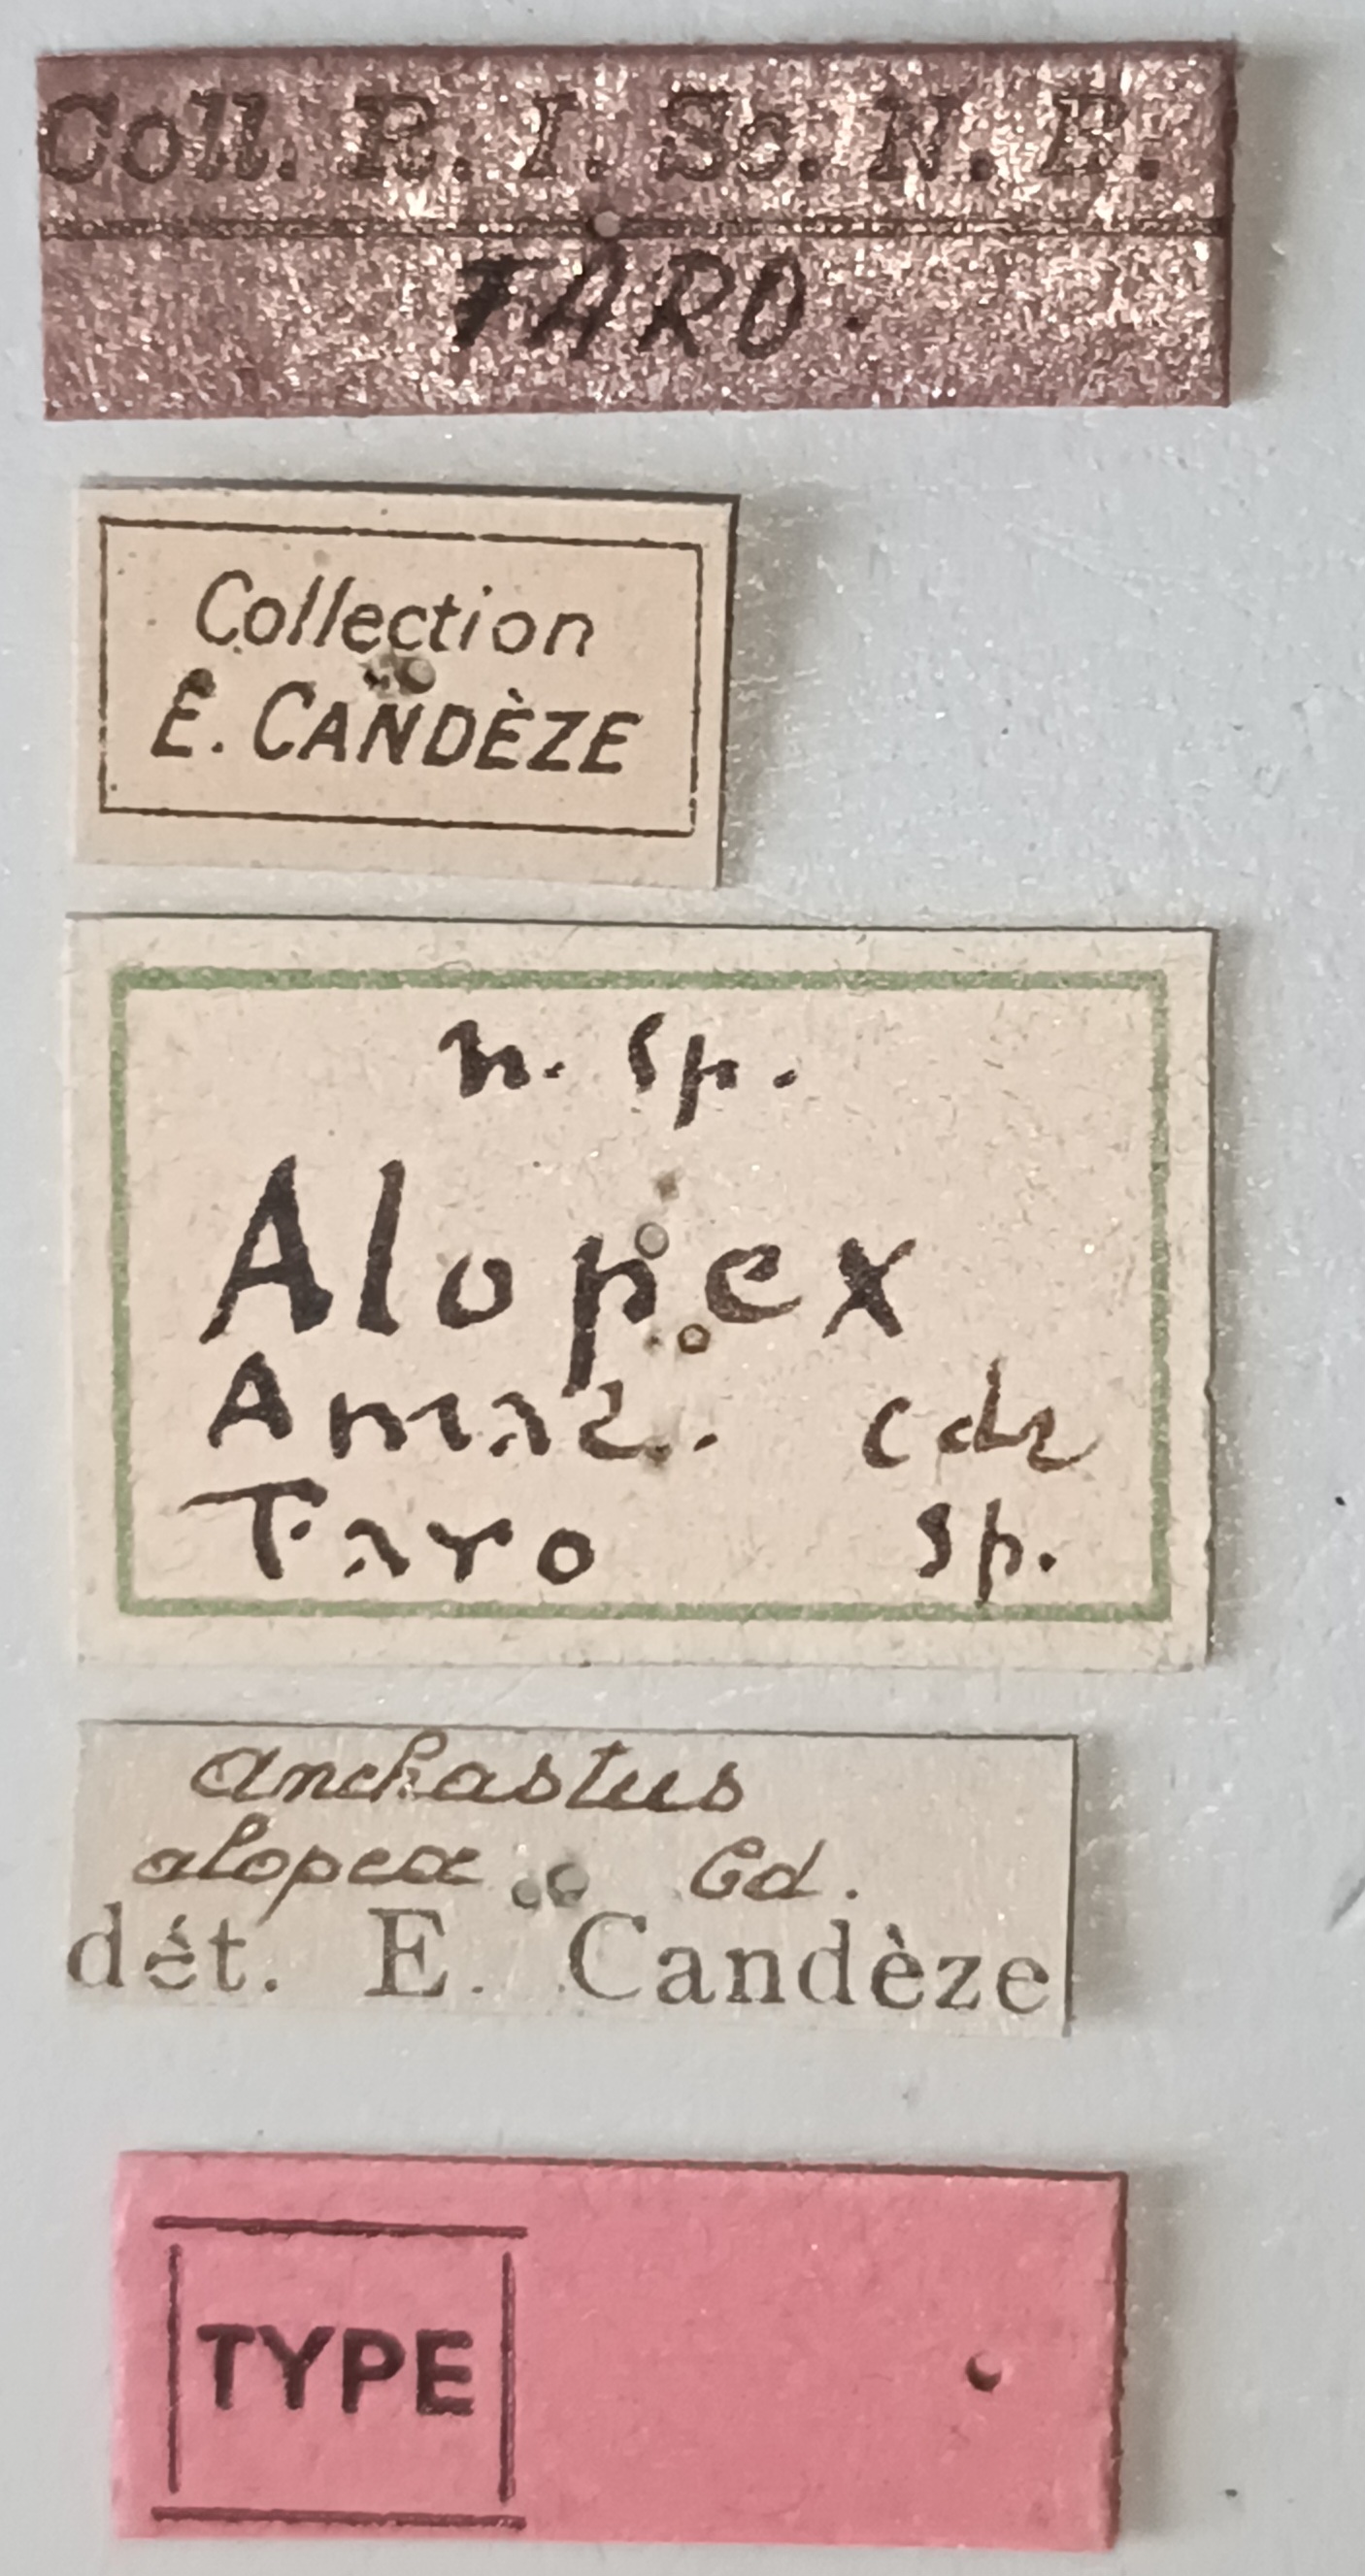 Coll. R. I. Sc. N. B.
TARO.
Collection
E. CANDÈZE
n. sp.
Alopex
Amaz. cdz
Taro sp.
Anchastus
alopex Cd.
dét. E. Candèze
TYPE